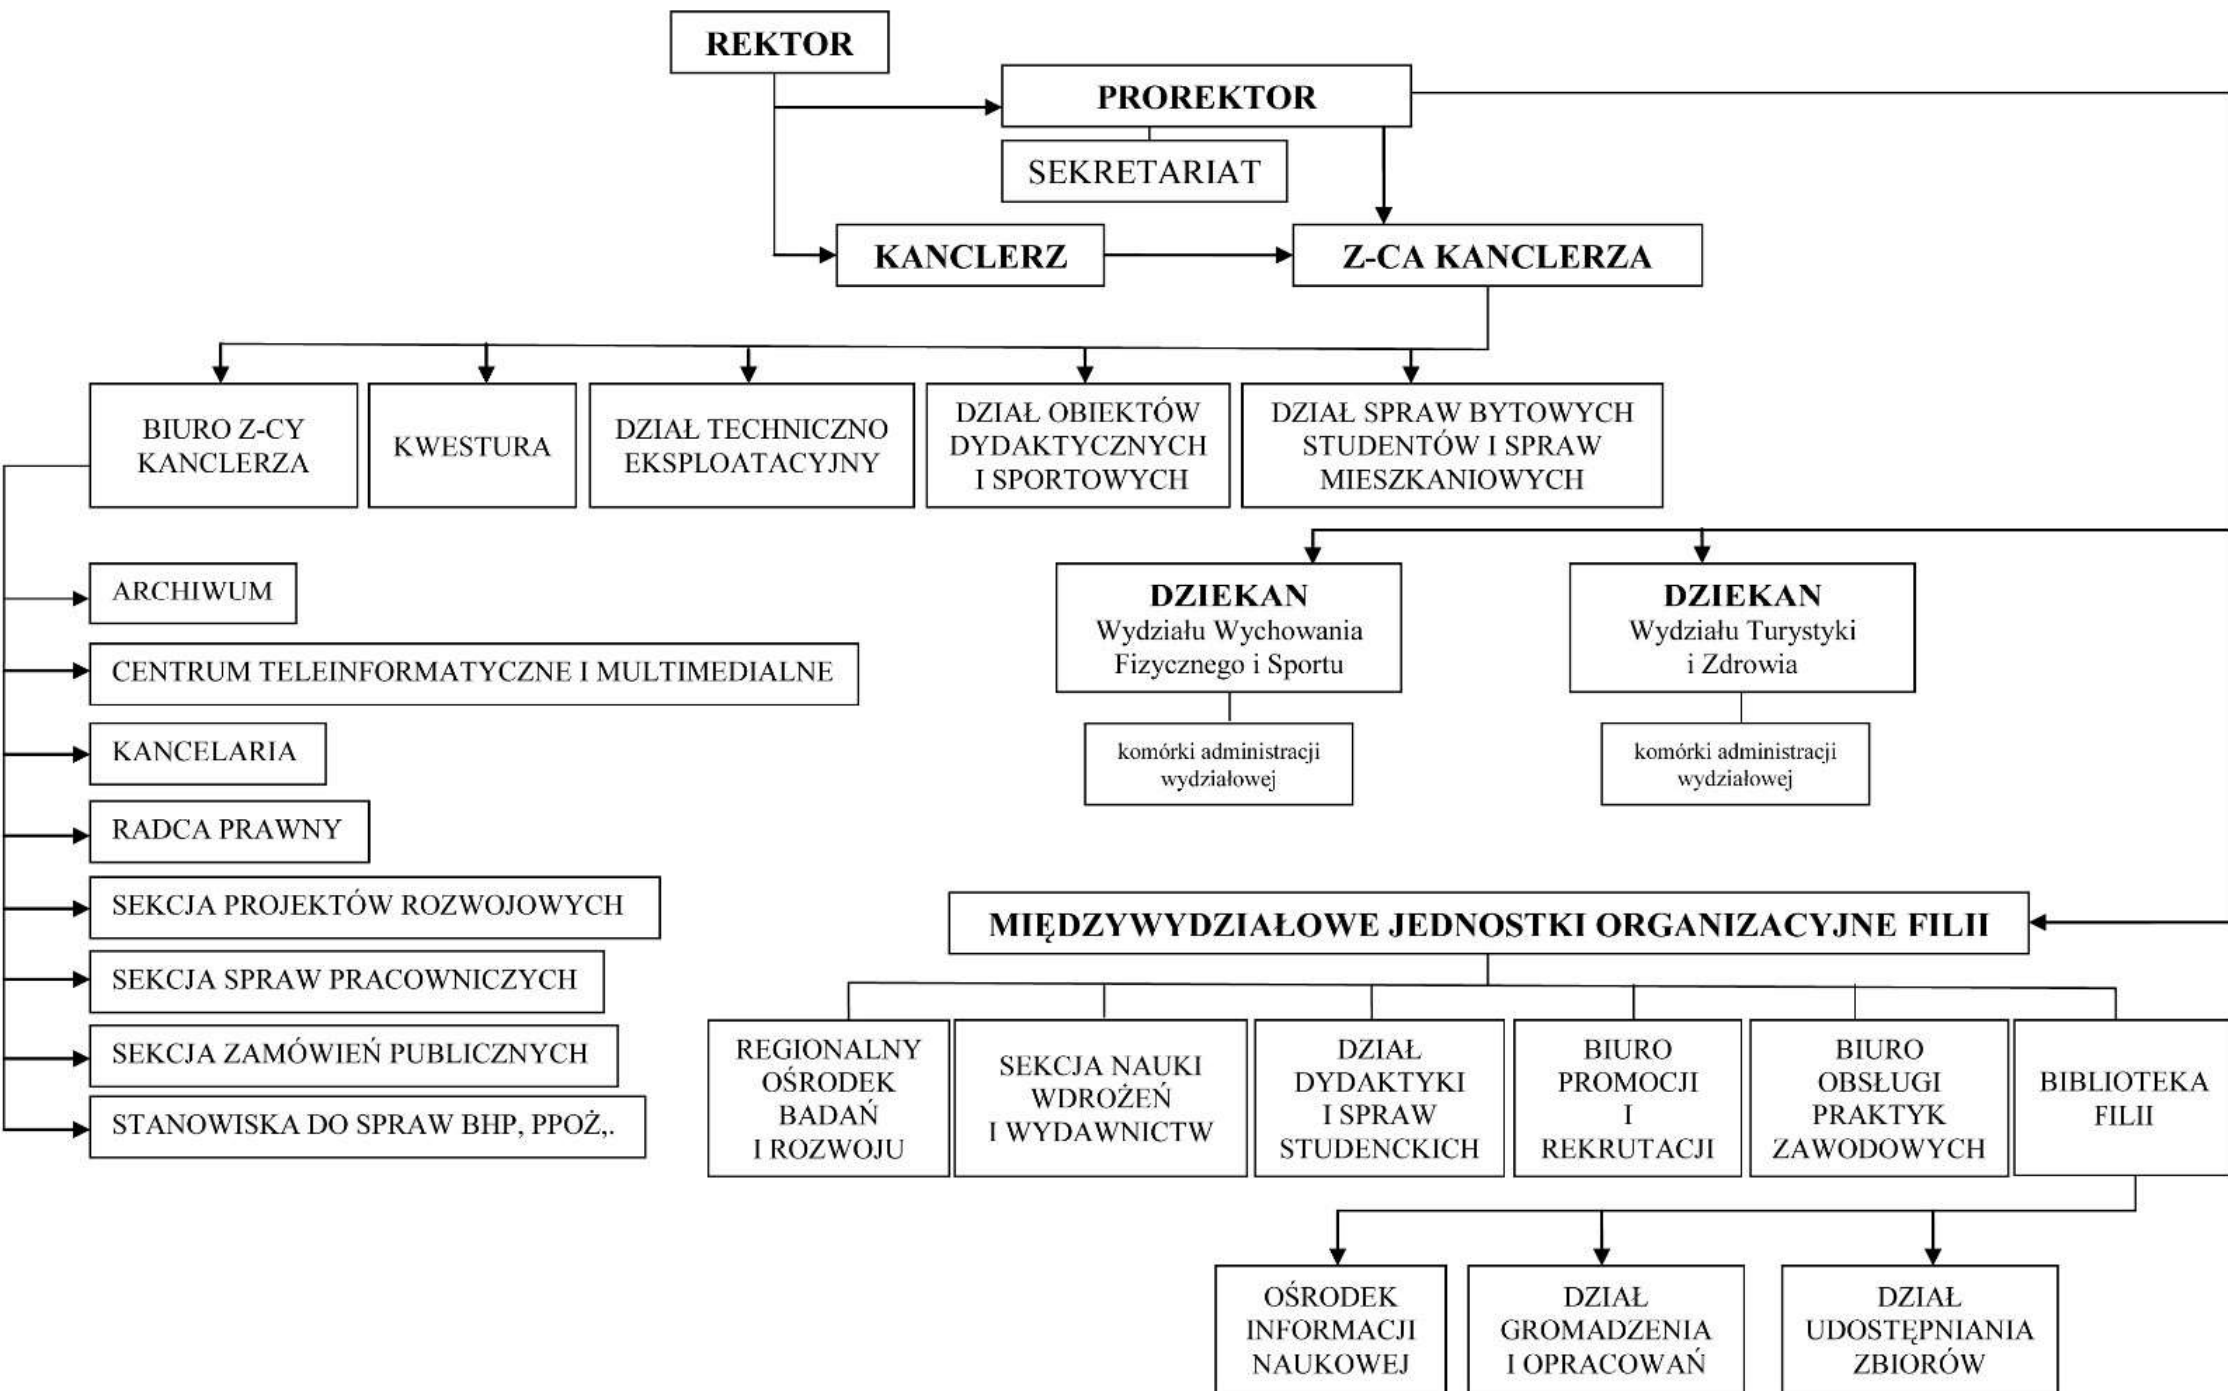 REKTOR
PROREKTOR
SEKRETARIAT
KANCLERZ
Z-CA KANCLERZA
BIURO Z-CY
KANCLERZA
KWESTURA
DZIAŁ TECHNICZNO
EKSPLOATACYJNY
DZIAŁ OBIEKTÓW
DYDAKTYCZNYCH
I SPORTOWYCH
DZIAŁ SPRAW BYTOWYCH
STUDENTÓW I SPRAW
MIESZKANIOWYCH
ARCHIWUM
CENTRUM TELEINFORMATYCZNE I MULTIMEDIALNE
KANCELARIA
RADCA PRAWNY
SEKCJA PROJEKTÓW ROZWOJOWYCH
SEKCJA SPRAW PRACOWNICZYCH
SEKCJA ZAMÓWIEŃ PUBLICZNYCH
STANOWISKA DO SPRAW BHP, PPOŻ,.
DZIEKAN
Wydziału Wychowania
Fizycznego i Sportu
komórki administracji
wydziałowej
DZIEKAN
Wydziału Turystyki
i Zdrowia
komórki administracji
wydziałowej
MIĘDZYWYDZIAŁOWE JEDNOSTKI ORGANIZACYJNE FILII
REGIONALNY
OŚRODEK
BADAŃ
I ROZWOJU
SEKCJA NAUKI
WDROŻEŃ
I WYDAWNICTW
DZIAŁ
DYDAKTYKI
I SPRAW
STUDENCKICH
BIURO
PROMOCJI
I
REKRUTACJI
BIURO
OBSŁUGI
PRAKTYK
ZAWODOWYCH
BIBLIOTEKA
FILII
OŚRODEK
INFORMACJI
NAUKOWEJ
DZIAŁ
GROMADZENIA
I OPRACOWAŃ
DZIAŁ
UDOSTĘPNIANIA
ZBIORÓW